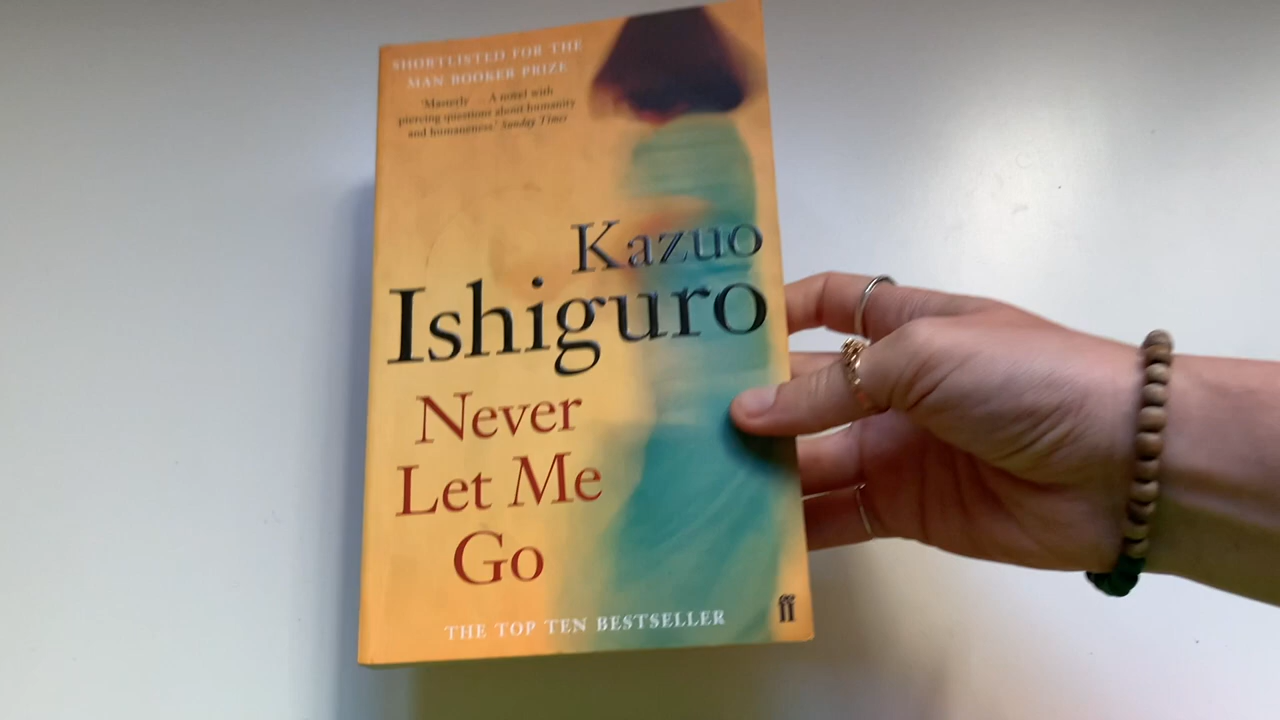 SHORTLISTED FOR THE
MAN BOOKER PRIZE
'Masterly . . . A novel with
piercing questions about humanity
and humaneness.' Sunday Times
Kazuo
Ishiguro
Never
Let Me
Go
THE TOP TEN BESTSELLER
ff